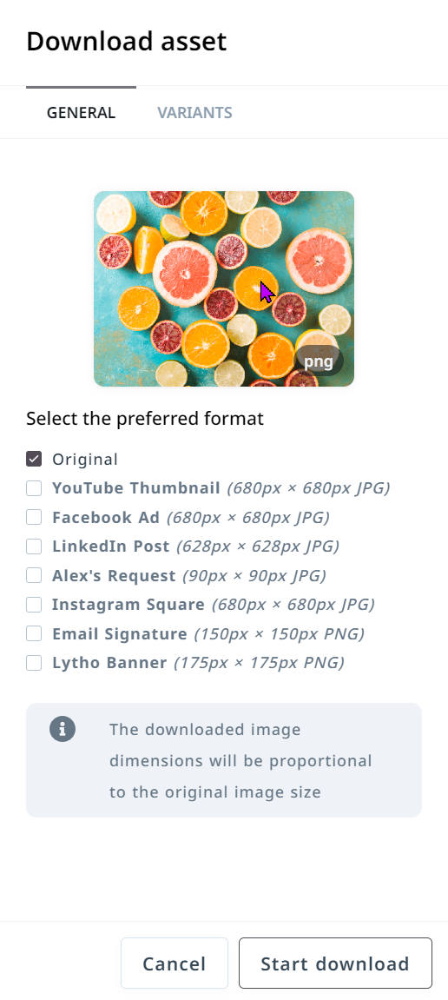 Download asset
GENERAL VARIANTS
png
Select the preferred format
Original
YouTube Thumbnail (680px × 680px JPG)
Facebook Ad (680px × 680px JPG)
LinkedIn Post (628px × 628px JPG)
Alex's Request (90px × 90px JPG)
Instagram Square (680px × 680px JPG)
Email Signature (150px × 150px PNG)
Lytho Banner (175px × 175px PNG)
The downloaded image
dimensions will be proportional
to the original image size
Cancel Start download